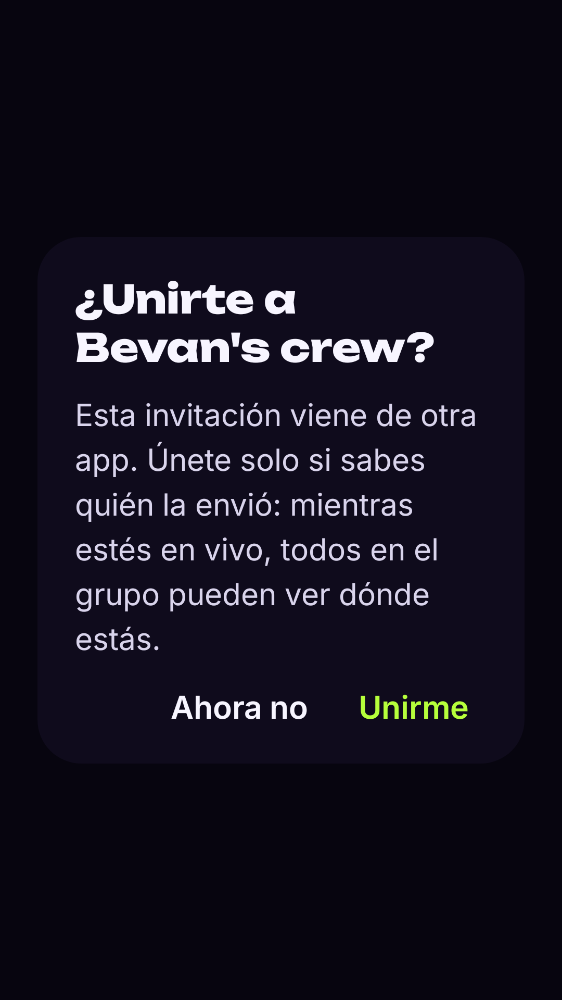 ¿Unirte a
Bevan's crew?
Esta invitación viene de otra
app. Únete solo si sabes
quién la envió: mientras
estés en vivo, todos en el
grupo pueden ver dónde
estás.
Ahora no Unirme